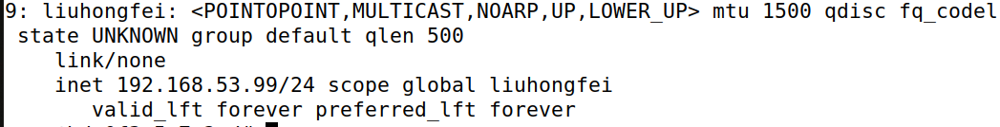 9: liuhongfei: <POINTOPOINT,MULTICAST,NOARP,UP,LOWER_UP> mtu 1500 qdisc fq_codel
state UNKNOWN group default qlen 500
link/none
inet 192.168.53.99/24 scope global liuhongfei
valid_lft forever preferred_lft forever